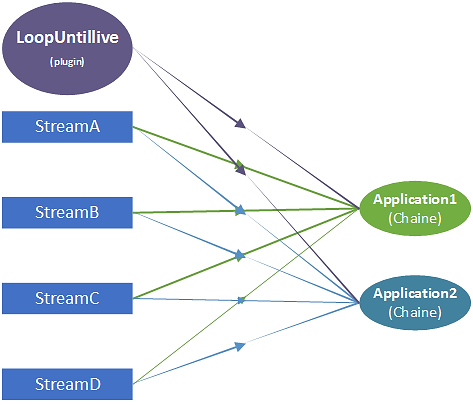 LoopUntillive
(plugin)
StreamA
StreamB
StreamC
StreamD
Application1
(Chaine)
Application2
(Chaine)